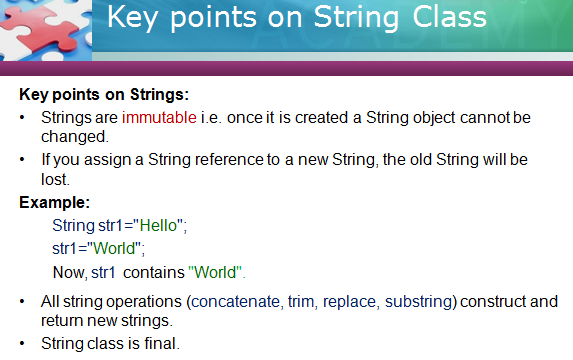 Key points on String Class
Key points on Strings:
• Strings are immutable i.e. once it is created a String object cannot be
changed.
• If you assign a String reference to a new String, the old String will be
lost.
Example:
String str1="Hello";
str1="World";
Now, str1 contains "World".
• All string operations (concatenate, trim, replace, substring) construct and
return new strings.
• String class is final.